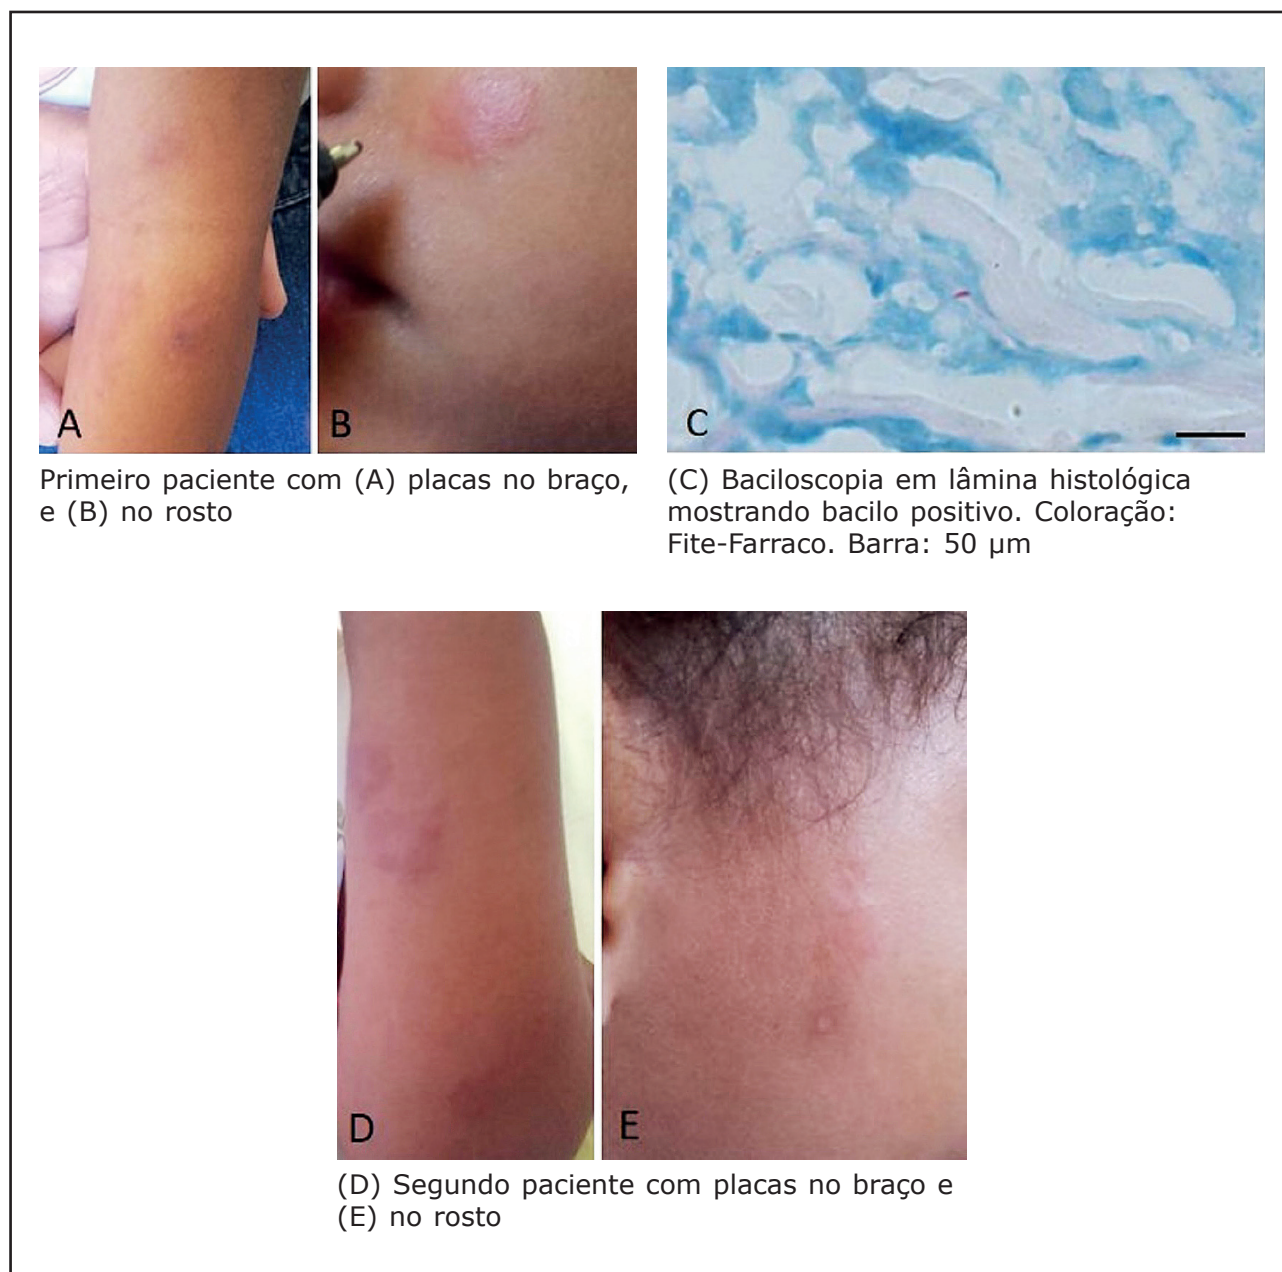 A
B
C
Primeiro paciente com (A) placas no braço,
e (B) no rosto
(C) Baciloscopia em lâmina histológica
mostrando bacilo positivo. Coloração:
Fite-Farraco. Barra: 50 µm
D
E
(D) Segundo paciente com placas no braço e
(E) no rosto